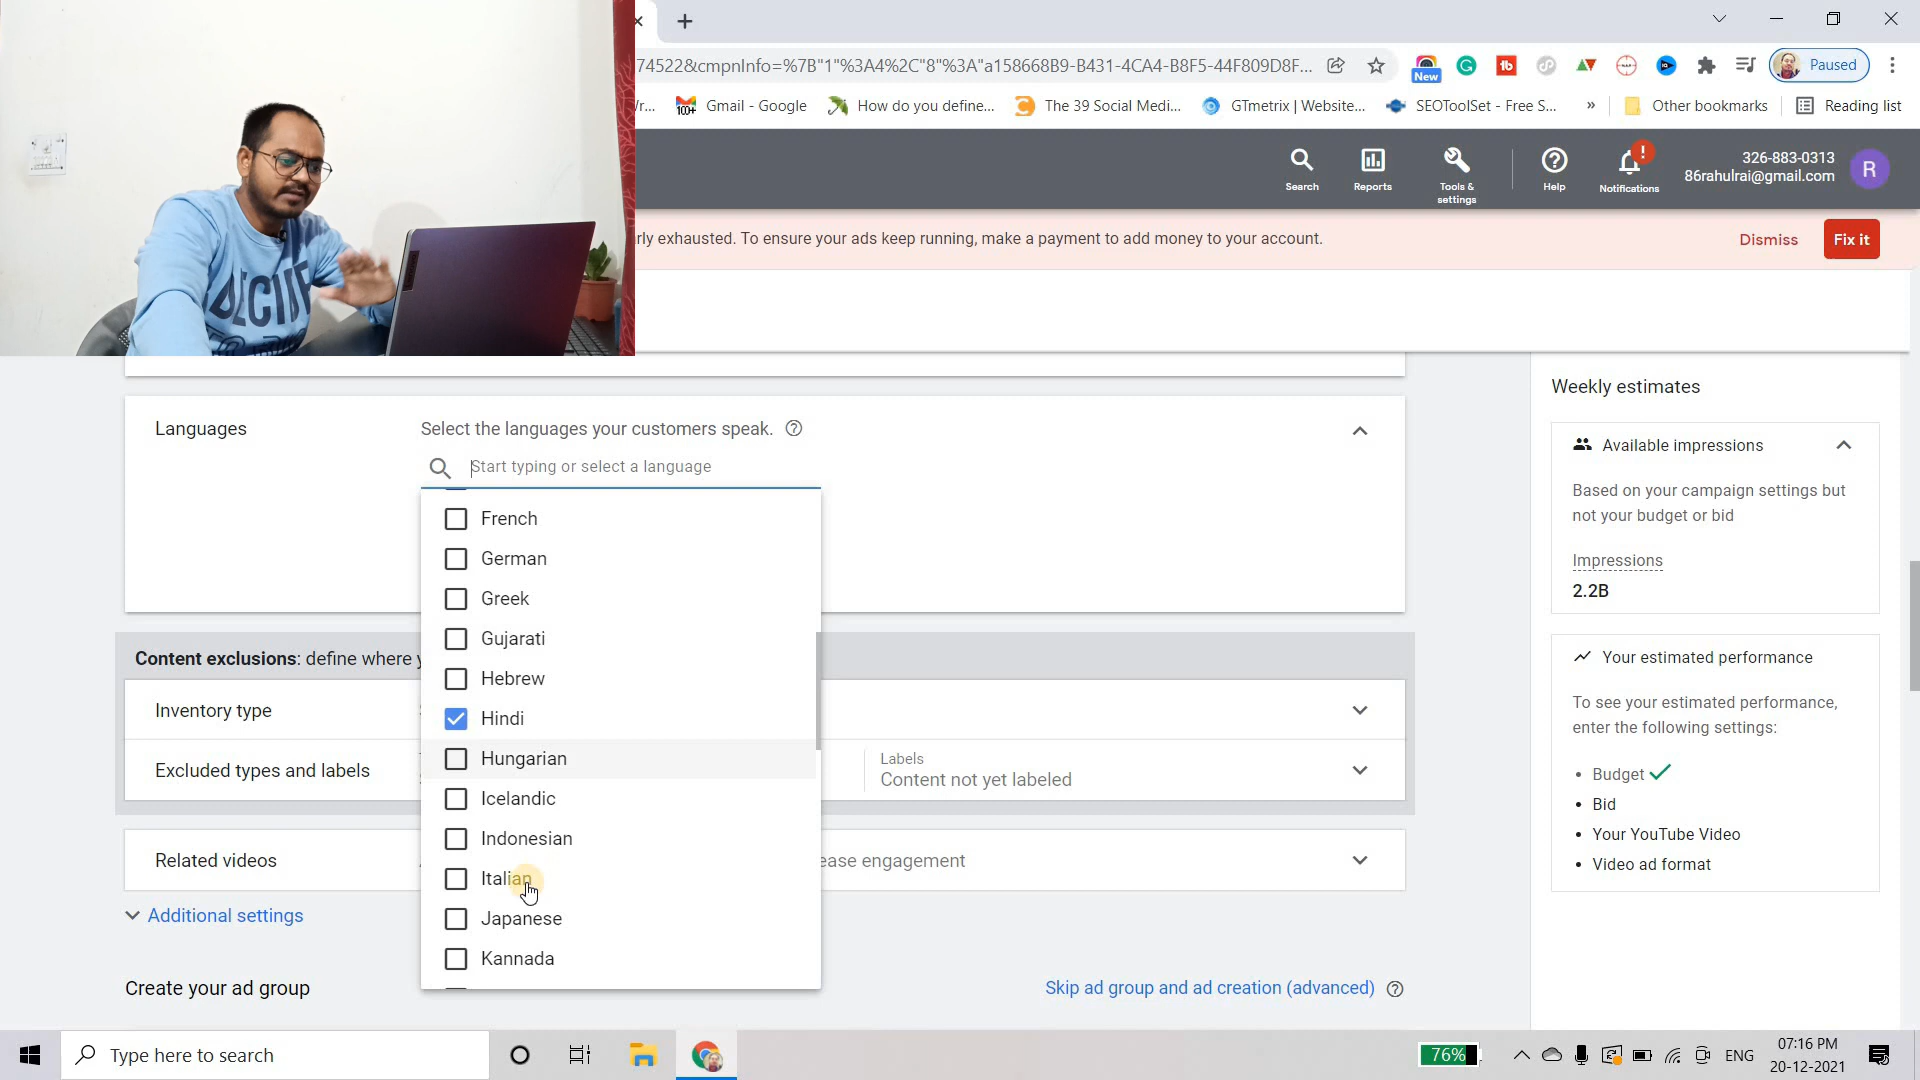 74522&cmpnInfo=%7B"1"%3A4%2C"8"%3A"a158668B9-B431-4CA4-B8F5-44F809D8F...
New
Paused
Gmail - Google
How do you define...
The 39 Social Medi...
GTmetrix | Website...
SEOToolSet - Free S...
»
Other bookmarks
Reading list
Search
Reports
Tools &
settings
Help
Notifications
326-883-0313
86rahulrai@gmail.com
R
rly exhausted. To ensure your ads keep running, make a payment to add money to your account.
Dismiss
Fix it
DECIDE
Languages
Select the languages your customers speak.
Start typing or select a language
French
German
Greek
Gujarati
Hebrew
Hindi
Hungarian
Icelandic
Indonesian
Italian
Japanese
Kannada
Content exclusions: define where y
Inventory type
Excluded types and labels
Labels
Content not yet labeled
Related videos
ease engagement
Additional settings
Create your ad group
Skip ad group and ad creation (advanced)
Weekly estimates
Available impressions
Based on your campaign settings but
not your budget or bid
Impressions
2.2B
Your estimated performance
To see your estimated performance,
enter the following settings:
• Budget
• Bid
• Your YouTube Video
• Video ad format
Type here to search
76%
ENG
07:16 PM
20-12-2021